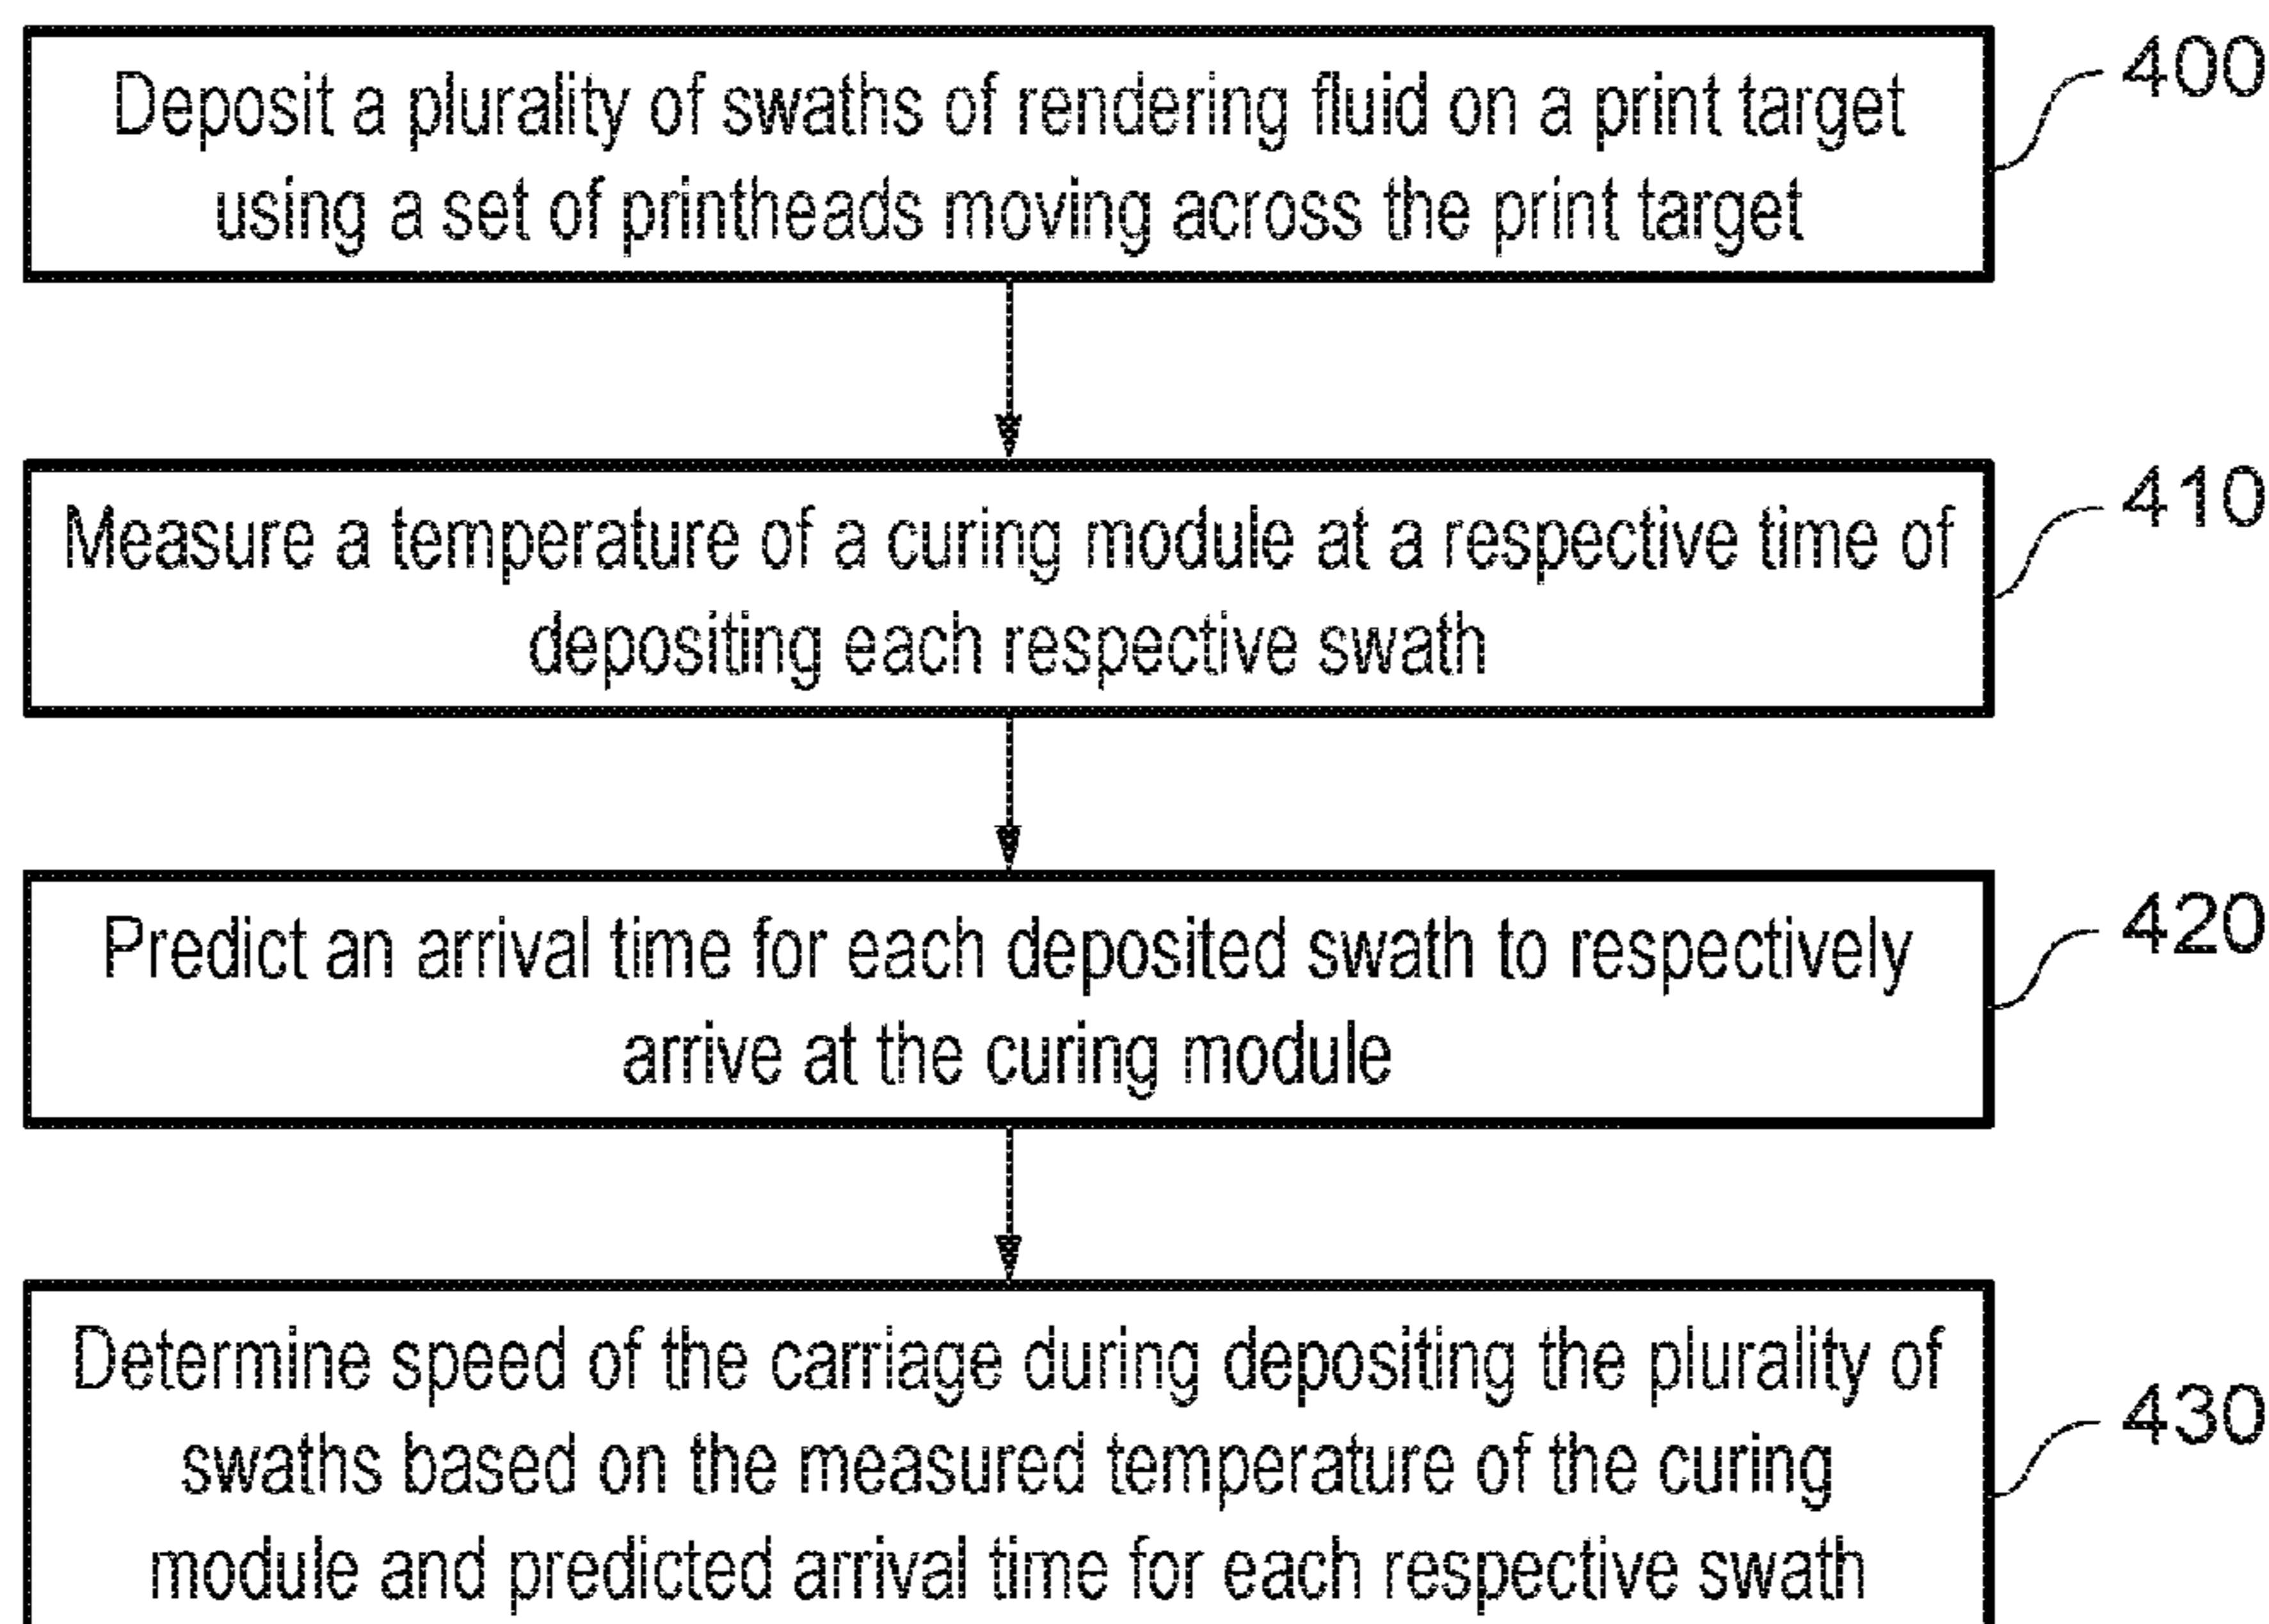 Deposit a plurality of swaths of rendering fluid on a print target
using a set of printheads moving across the print target
400
Measure a temperature of a curing module at a respective time of
depositing each respective swath
410
Predict an arrival time for each deposited swath to respectively
arrive at the curing module
420
Determine speed of the carriage during depositing the plurality of
swaths based on the measured temperature of the curing
module and predicted arrival time for each respective swath
430